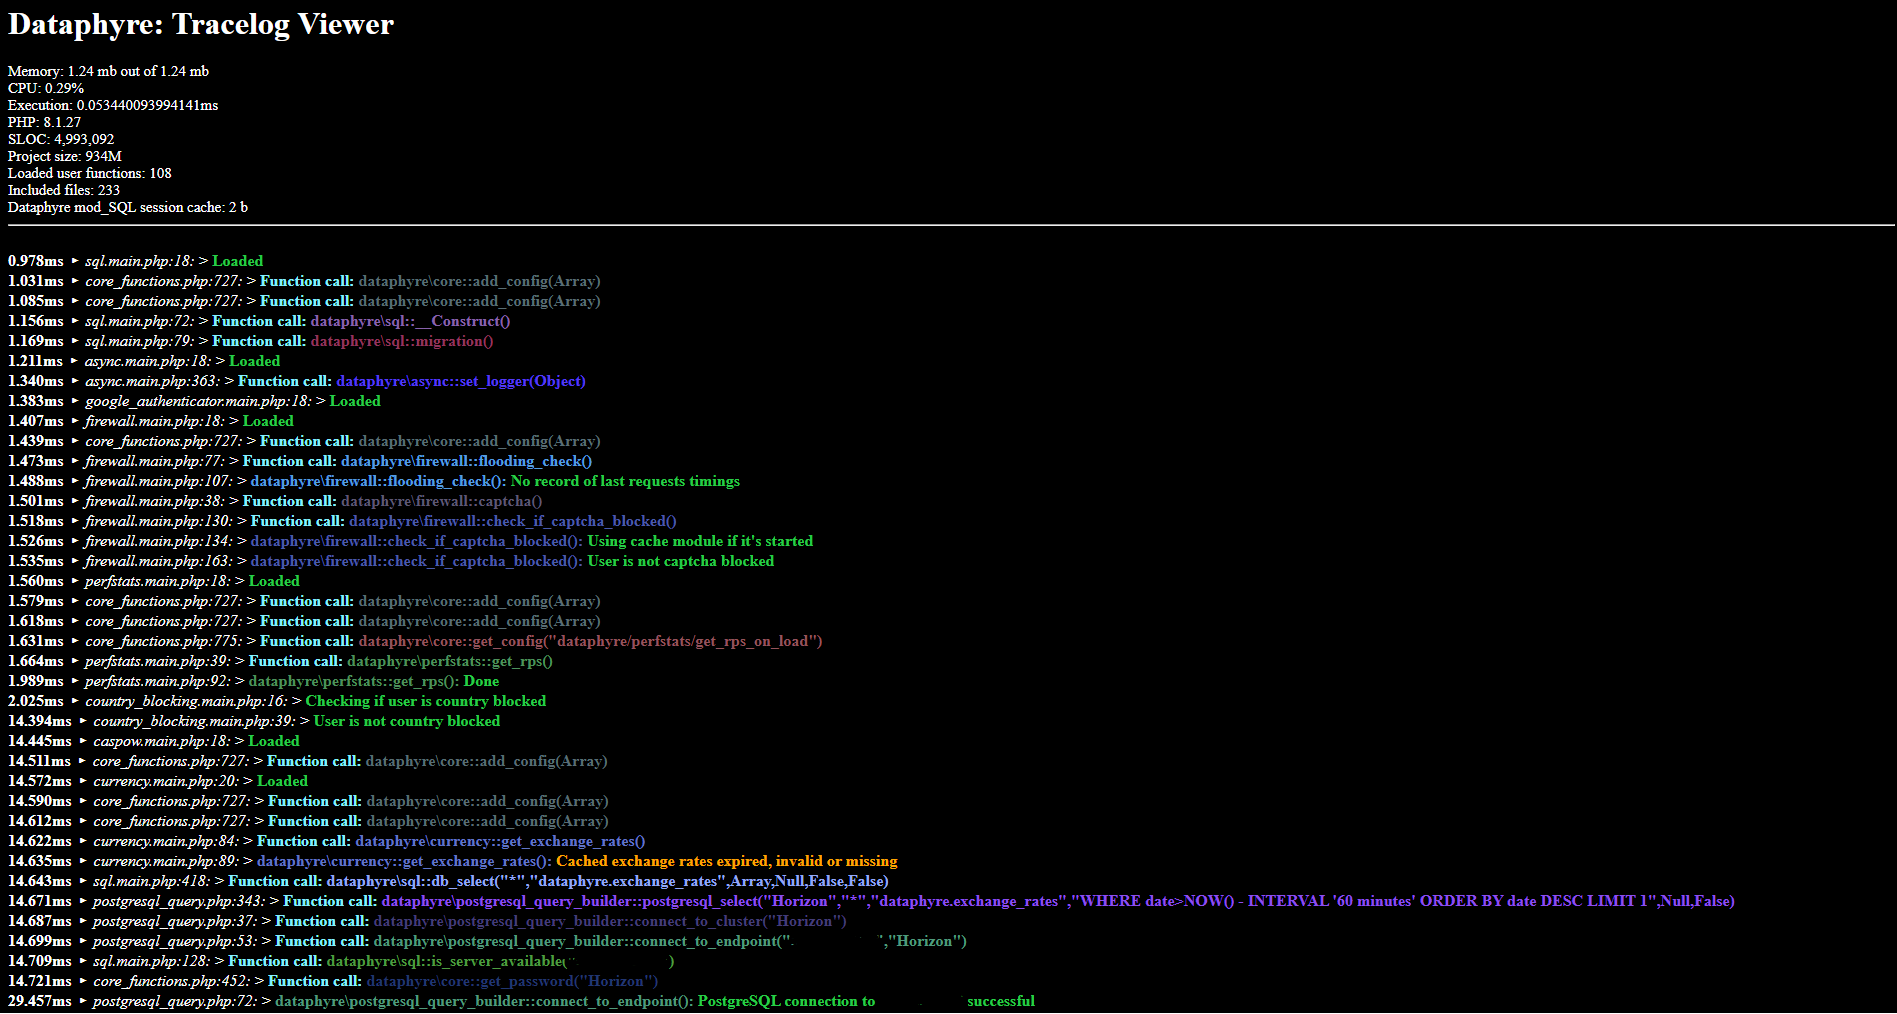 Dataphyre: Tracelog Viewer
Memory: 1.24 mb out of 1.24 mb
CPU: 0.29%
Execution: 0.053440093994141ms
PHP: 8.1.27
SLOC: 4,993,092
Project size: 934M
Loaded user functions: 108
Included files: 233
Dataphyre mod_SQL session cache: 2 b
0.978ms ► sql.main.php:18: > Loaded
1.031ms ► core_functions.php:727: > Function call: dataphyre\core::add_config(Array)
1.085ms ► core_functions.php:727: > Function call: dataphyre\core::add_config(Array)
1.156ms ► sql.main.php:72: > Function call: dataphyre\sql::__Construct()
1.169ms ► sql.main.php:79: > Function call: dataphyre\sql::migration()
1.211ms ► async.main.php:18: > Loaded
1.340ms ► async.main.php:363: > Function call: dataphyre\async::set_logger(Object)
1.383ms ► google_authenticator.main.php:18: > Loaded
1.407ms ► firewall.main.php:18: > Loaded
1.439ms ► core_functions.php:727: > Function call: dataphyre\core::add_config(Array)
1.473ms ► firewall.main.php:77: > Function call: dataphyre\firewall::flooding_check()
1.488ms ► firewall.main.php:107: > dataphyre\firewall::flooding_check(): No record of last requests timings
1.501ms ► firewall.main.php:38: > Function call: dataphyre\firewall::captcha()
1.518ms ► firewall.main.php:130: > Function call: dataphyre\firewall::check_if_captcha_blocked()
1.526ms ► firewall.main.php:134: > dataphyre\firewall::check_if_captcha_blocked(): Using cache module if it's started
1.535ms ► firewall.main.php:163: > dataphyre\firewall::check_if_captcha_blocked(): User is not captcha blocked
1.560ms ► perfstats.main.php:18: > Loaded
1.579ms ► core_functions.php:727: > Function call: dataphyre\core::add_config(Array)
1.618ms ► core_functions.php:727: > Function call: dataphyre\core::add_config(Array)
1.631ms ► core_functions.php:775: > Function call: dataphyre\core::get_config("dataphyre/perfstats/get_rps_on_load")
1.664ms ► perfstats.main.php:39: > Function call: dataphyre\perfstats::get_rps()
1.989ms ► perfstats.main.php:92: > dataphyre\perfstats::get_rps(): Done
2.025ms ► country_blocking.main.php:16: > Checking if user is country blocked
14.394ms ► country_blocking.main.php:39: > User is not country blocked
14.445ms ► caspow.main.php:18: > Loaded
14.511ms ► core_functions.php:727: > Function call: dataphyre\core::add_config(Array)
14.572ms ► currency.main.php:20: > Loaded
14.590ms ► core_functions.php:727: > Function call: dataphyre\core::add_config(Array)
14.612ms ► core_functions.php:727: > Function call: dataphyre\core::add_config(Array)
14.622ms ► currency.main.php:84: > Function call: dataphyre\currency::get_exchange_rates()
14.635ms ► currency.main.php:89: > dataphyre\currency::get_exchange_rates(): Cached exchange rates expired, invalid or missing
14.643ms ► sql.main.php:418: > Function call: dataphyre\sql::db_select("*","dataphyre.exchange_rates",Array,Null,False,False)
14.671ms ► postgresql_query.php:343: > Function call: dataphyre\postgresql_query_builder::postgresql_select("Horizon","*","dataphyre.exchange_rates","WHERE date>NOW() - INTERVAL '60 minutes' ORDER BY date DESC LIMIT 1",Null,False)
14.687ms ► postgresql_query.php:37: > Function call: dataphyre\postgresql_query_builder::connect_to_cluster("Horizon")
14.699ms ► postgresql_query.php:53: > Function call: dataphyre\postgresql_query_builder::connect_to_endpoint(" ","Horizon")
14.709ms ► sql.main.php:128: > Function call: dataphyre\sql::is_server_available(" )
14.721ms ► core_functions.php:452: > Function call: dataphyre\core::get_password("Horizon")
29.457ms ► postgresql_query.php:72: > dataphyre\postgresql_query_builder::connect_to_endpoint(): PostgreSQL connection to successful